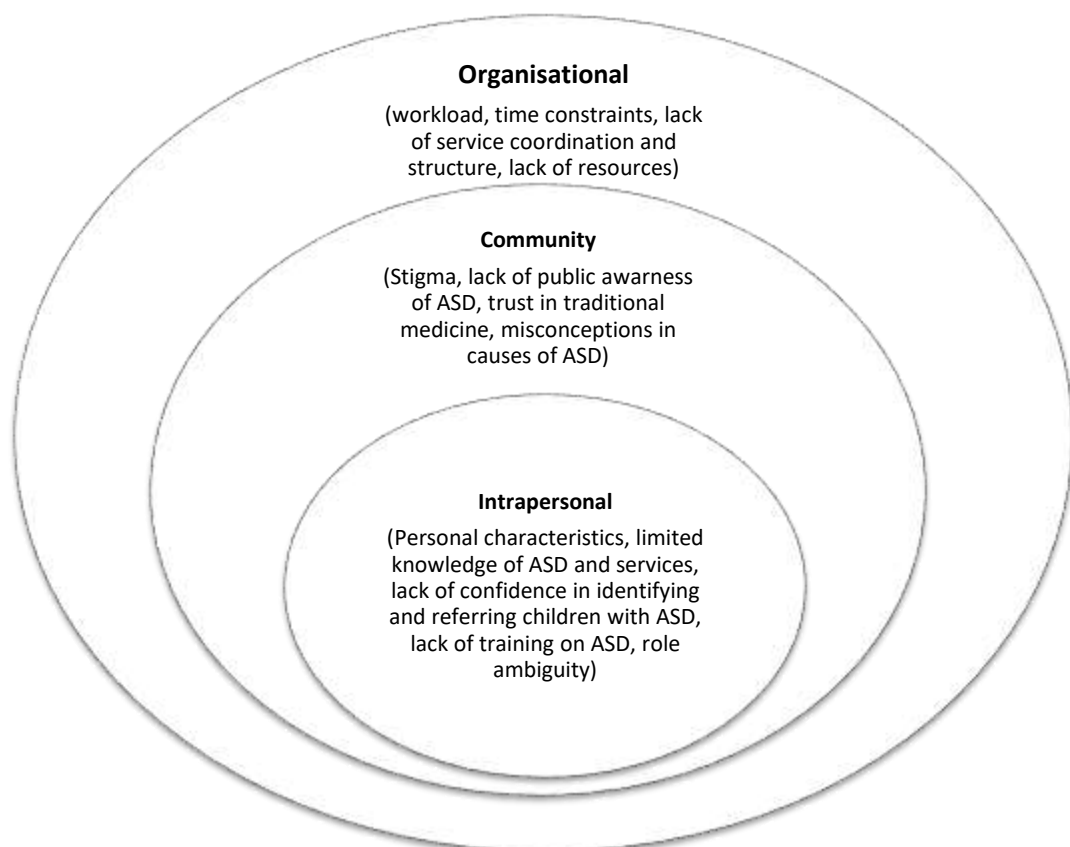 Organisational
(workload, time constraints, lack
of service coordination and
structure, lack of resources)
Community
(Stigma, lack of public awarness
of ASD, trust in traditional
medicine, misconceptions in
causes of ASD)
Intrapersonal
(Personal characteristics, limited
knowledge of ASD and services,
lack of confidence in identifying
and referring children with ASD,
lack of training on ASD, role
ambiguity)